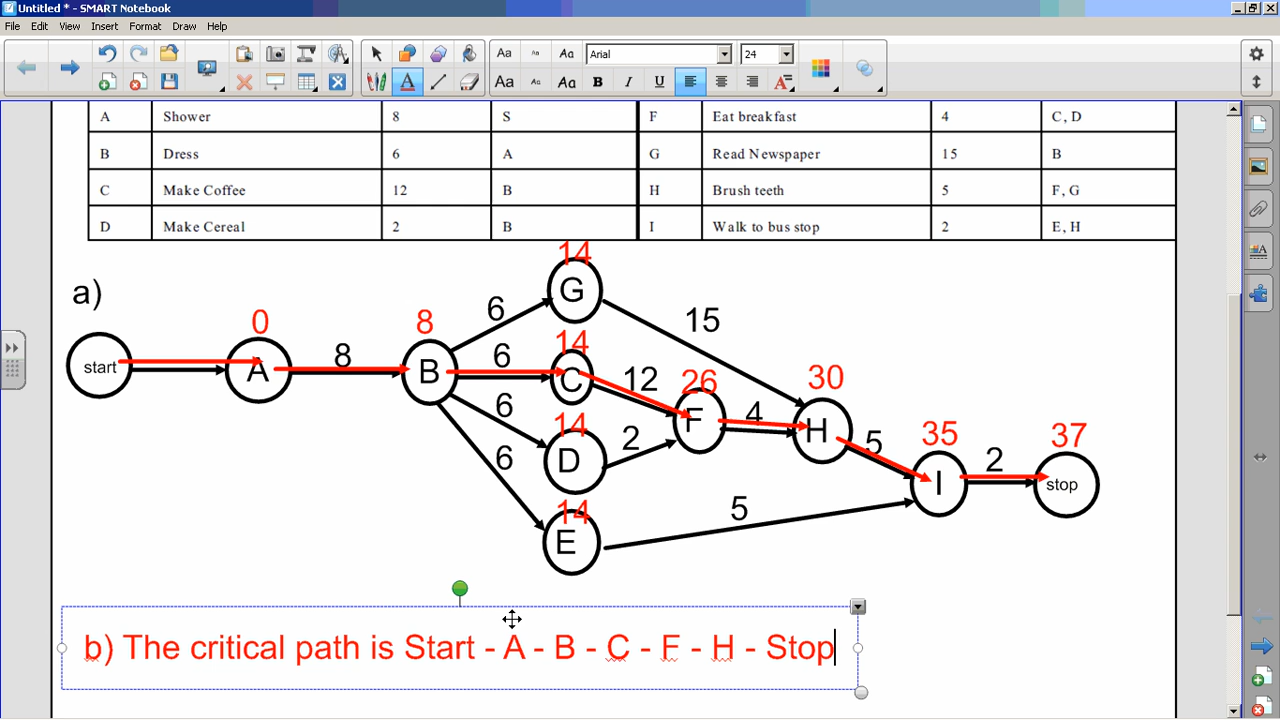 Untitled * - SMART Notebook
File Edit View Insert Format Draw Help
Aa Aa Aa Arial 24
A Aa Aa Aa B I U A
A Shower 8 S F Eat breakfast 4 C, D
B Dress 6 A G Read Newspaper 15 B
C Make Coffee 12 B H Brush teeth 5 F, G
D Make Cereal 2 B I Walk to bus stop 2 E, H
a)
14
G
6
15
0
8
14
start
A
8
B
6
C
12
26
F
4
30
H
5
35
I
2
37
stop
6
14
D
2
6
14
E
5
b) The critical path is Start - A - B - C - F - H - Stop